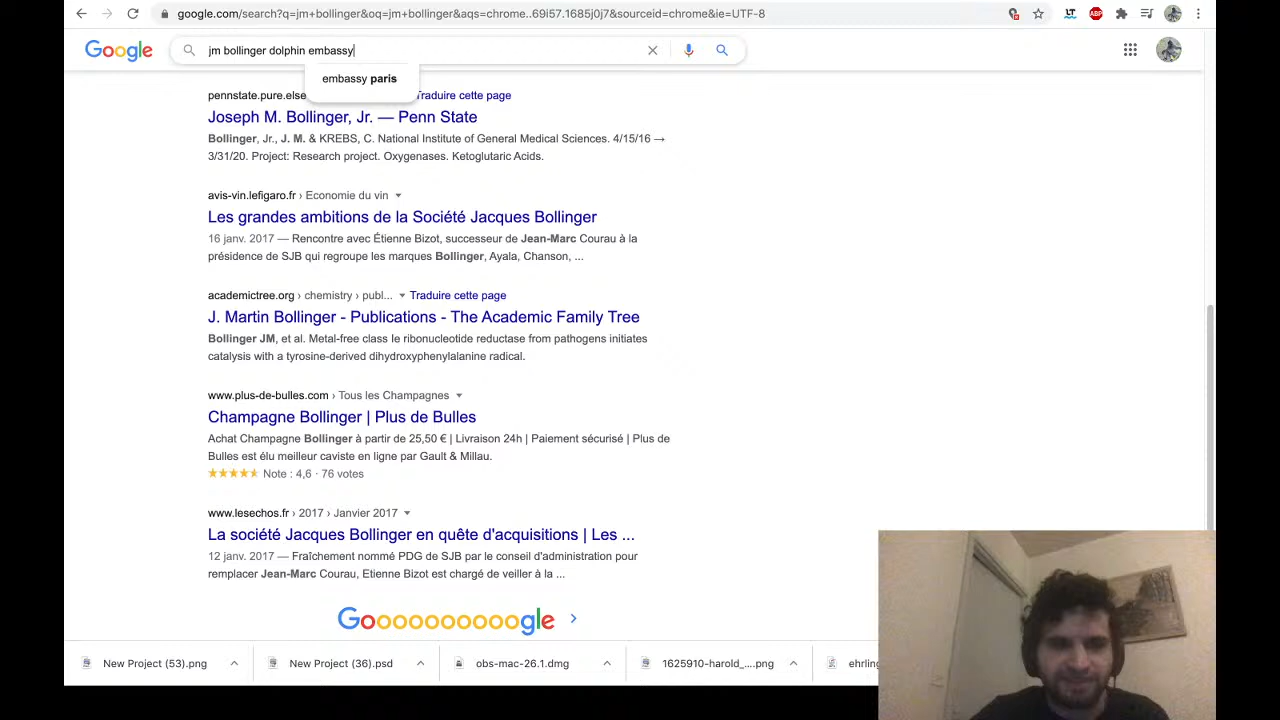 google.com/search?q=jm+bollinger&oq=jm+bollinger&aqs=chrome..69i57.1685j0j7&sourceid=chrome&ie=UTF-8
LT
ABP
Google
jm bollinger dolphin embassy
embassy paris
pennstate.pure.else
Traduire cette page
Joseph M. Bollinger, Jr. — Penn State
Bollinger, Jr., J. M. & KREBS, C. National Institute of General Medical Sciences. 4/15/16 →
3/31/20. Project: Research project. Oxygenases. Ketoglutaric Acids.
avis-vin.lefigaro.fr › Economie du vin
Les grandes ambitions de la Société Jacques Bollinger
16 janv. 2017 — Rencontre avec Étienne Bizot, successeur de Jean-Marc Courau à la
présidence de SJB qui regroupe les marques Bollinger, Ayala, Chanson, ...
academictree.org › chemistry › publ... Traduire cette page
J. Martin Bollinger - Publications - The Academic Family Tree
Bollinger JM, et al. Metal-free class Ie ribonucleotide reductase from pathogens initiates
catalysis with a tyrosine-derived dihydroxyphenylalanine radical.
www.plus-de-bulles.com › Tous les Champagnes
Champagne Bollinger | Plus de Bulles
Achat Champagne Bollinger à partir de 25,50 € | Livraison 24h | Paiement sécurisé | Plus de
Bulles est élu meilleur caviste en ligne par Gault & Millau.
Note : 4,6 · 76 votes
www.lesechos.fr › 2017 › Janvier 2017
La société Jacques Bollinger en quête d'acquisitions | Les ...
12 janv. 2017 — Fraîchement nommé PDG de SJB par le conseil d'administration pour
remplacer Jean-Marc Courau, Etienne Bizot est chargé de veiller à la ...
Goooooooooogle
New Project (53).png
New Project (36).psd
obs-mac-26.1.dmg
1625910-harold_....png
ehrling